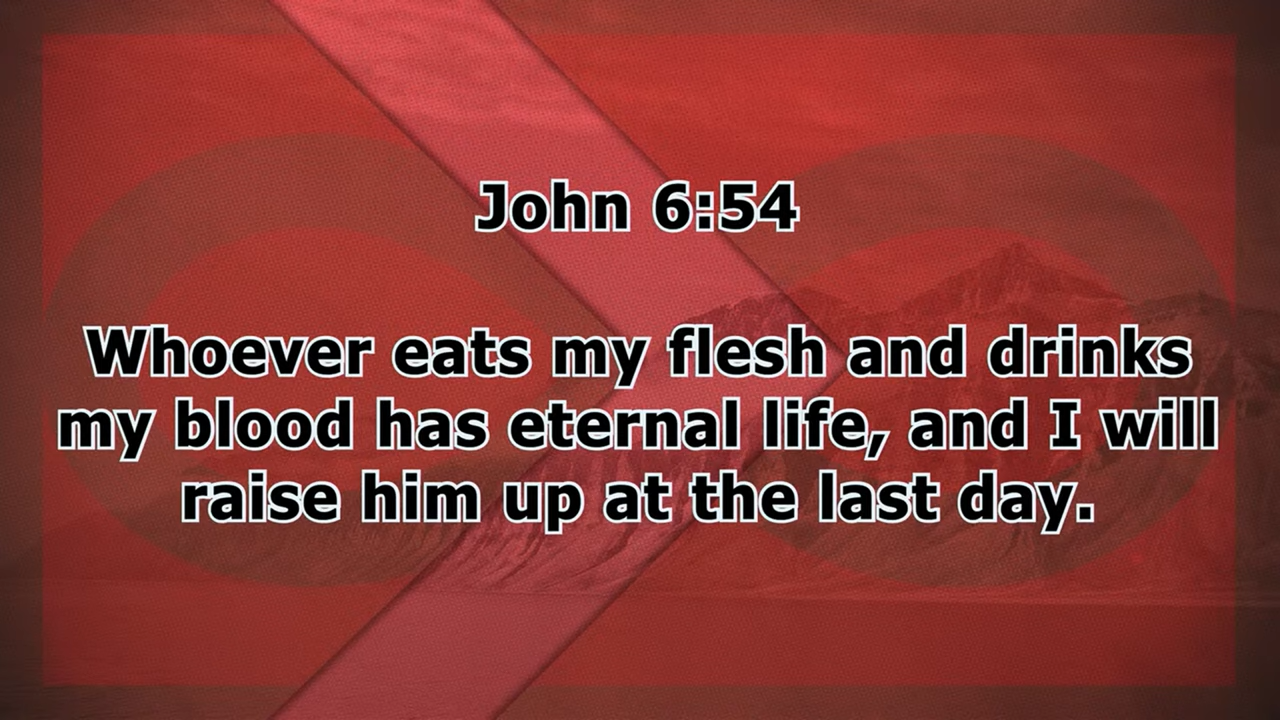 John 6:54
Whoever eats my flesh and drinks
my blood has eternal life, and I will
raise him up at the last day.